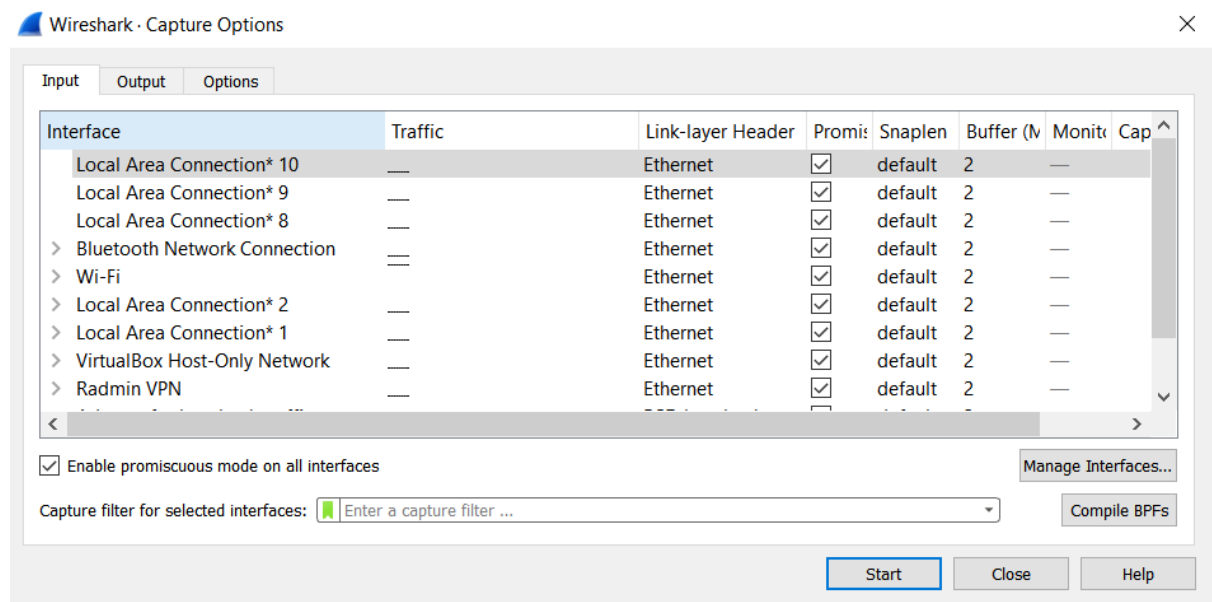 Wireshark · Capture Options
Input Output Options
Interface Traffic Link-layer Header Promis Snaplen Buffer (M Monito Cap
Local Area Connection* 10 Ethernet default 2 —
Local Area Connection* 9 Ethernet default 2 —
Local Area Connection* 8 Ethernet default 2 —
Bluetooth Network Connection Ethernet default 2 —
Wi-Fi Ethernet default 2 —
Local Area Connection* 2 Ethernet default 2 —
Local Area Connection* 1 Ethernet default 2 —
VirtualBox Host-Only Network Ethernet default 2 —
Radmin VPN Ethernet default 2 —
Enable promiscuous mode on all interfaces
Manage Interfaces...
Capture filter for selected interfaces: Enter a capture filter ... Compile BPFs
Start Close Help